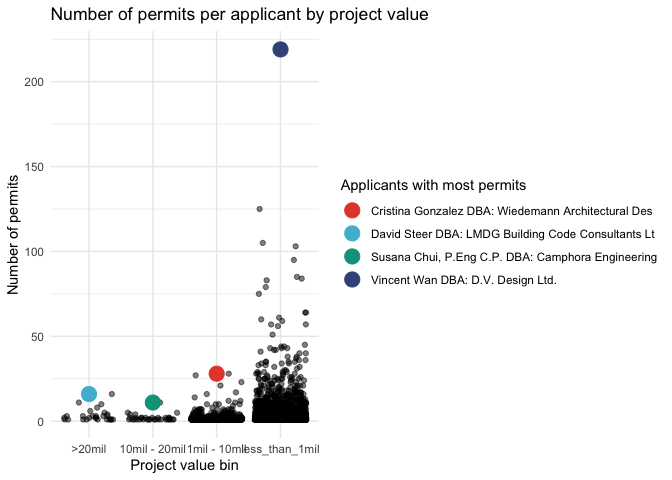 Number of permits per applicant by project value
Number of permits
200
150
100
50
0
>20mil 10mil - 20mil 1mil - 10mil less_than_1mil
Project value bin
Applicants with most permits
Cristina Gonzalez DBA: Wiedemann Architectural Des
David Steer DBA: LMDG Building Code Consultants Lt
Susana Chui, P.Eng C.P. DBA: Camphora Engineering
Vincent Wan DBA: D.V. Design Ltd.